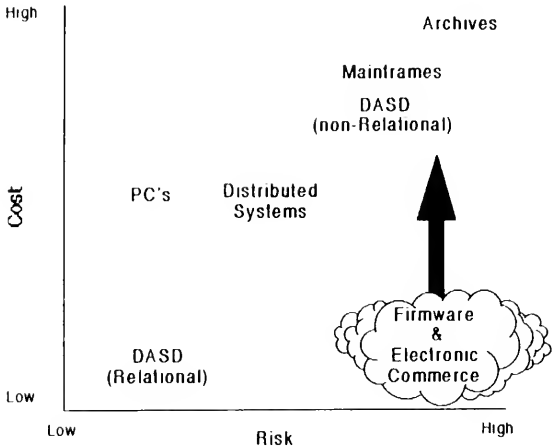 High
Archives
Mainframes
DASD
(non-Relational)
Cost
PC's
Distributed
Systems
Firmware
&
Electronic
Commerce
DASD
(Relational)
Low
Low
Risk
High